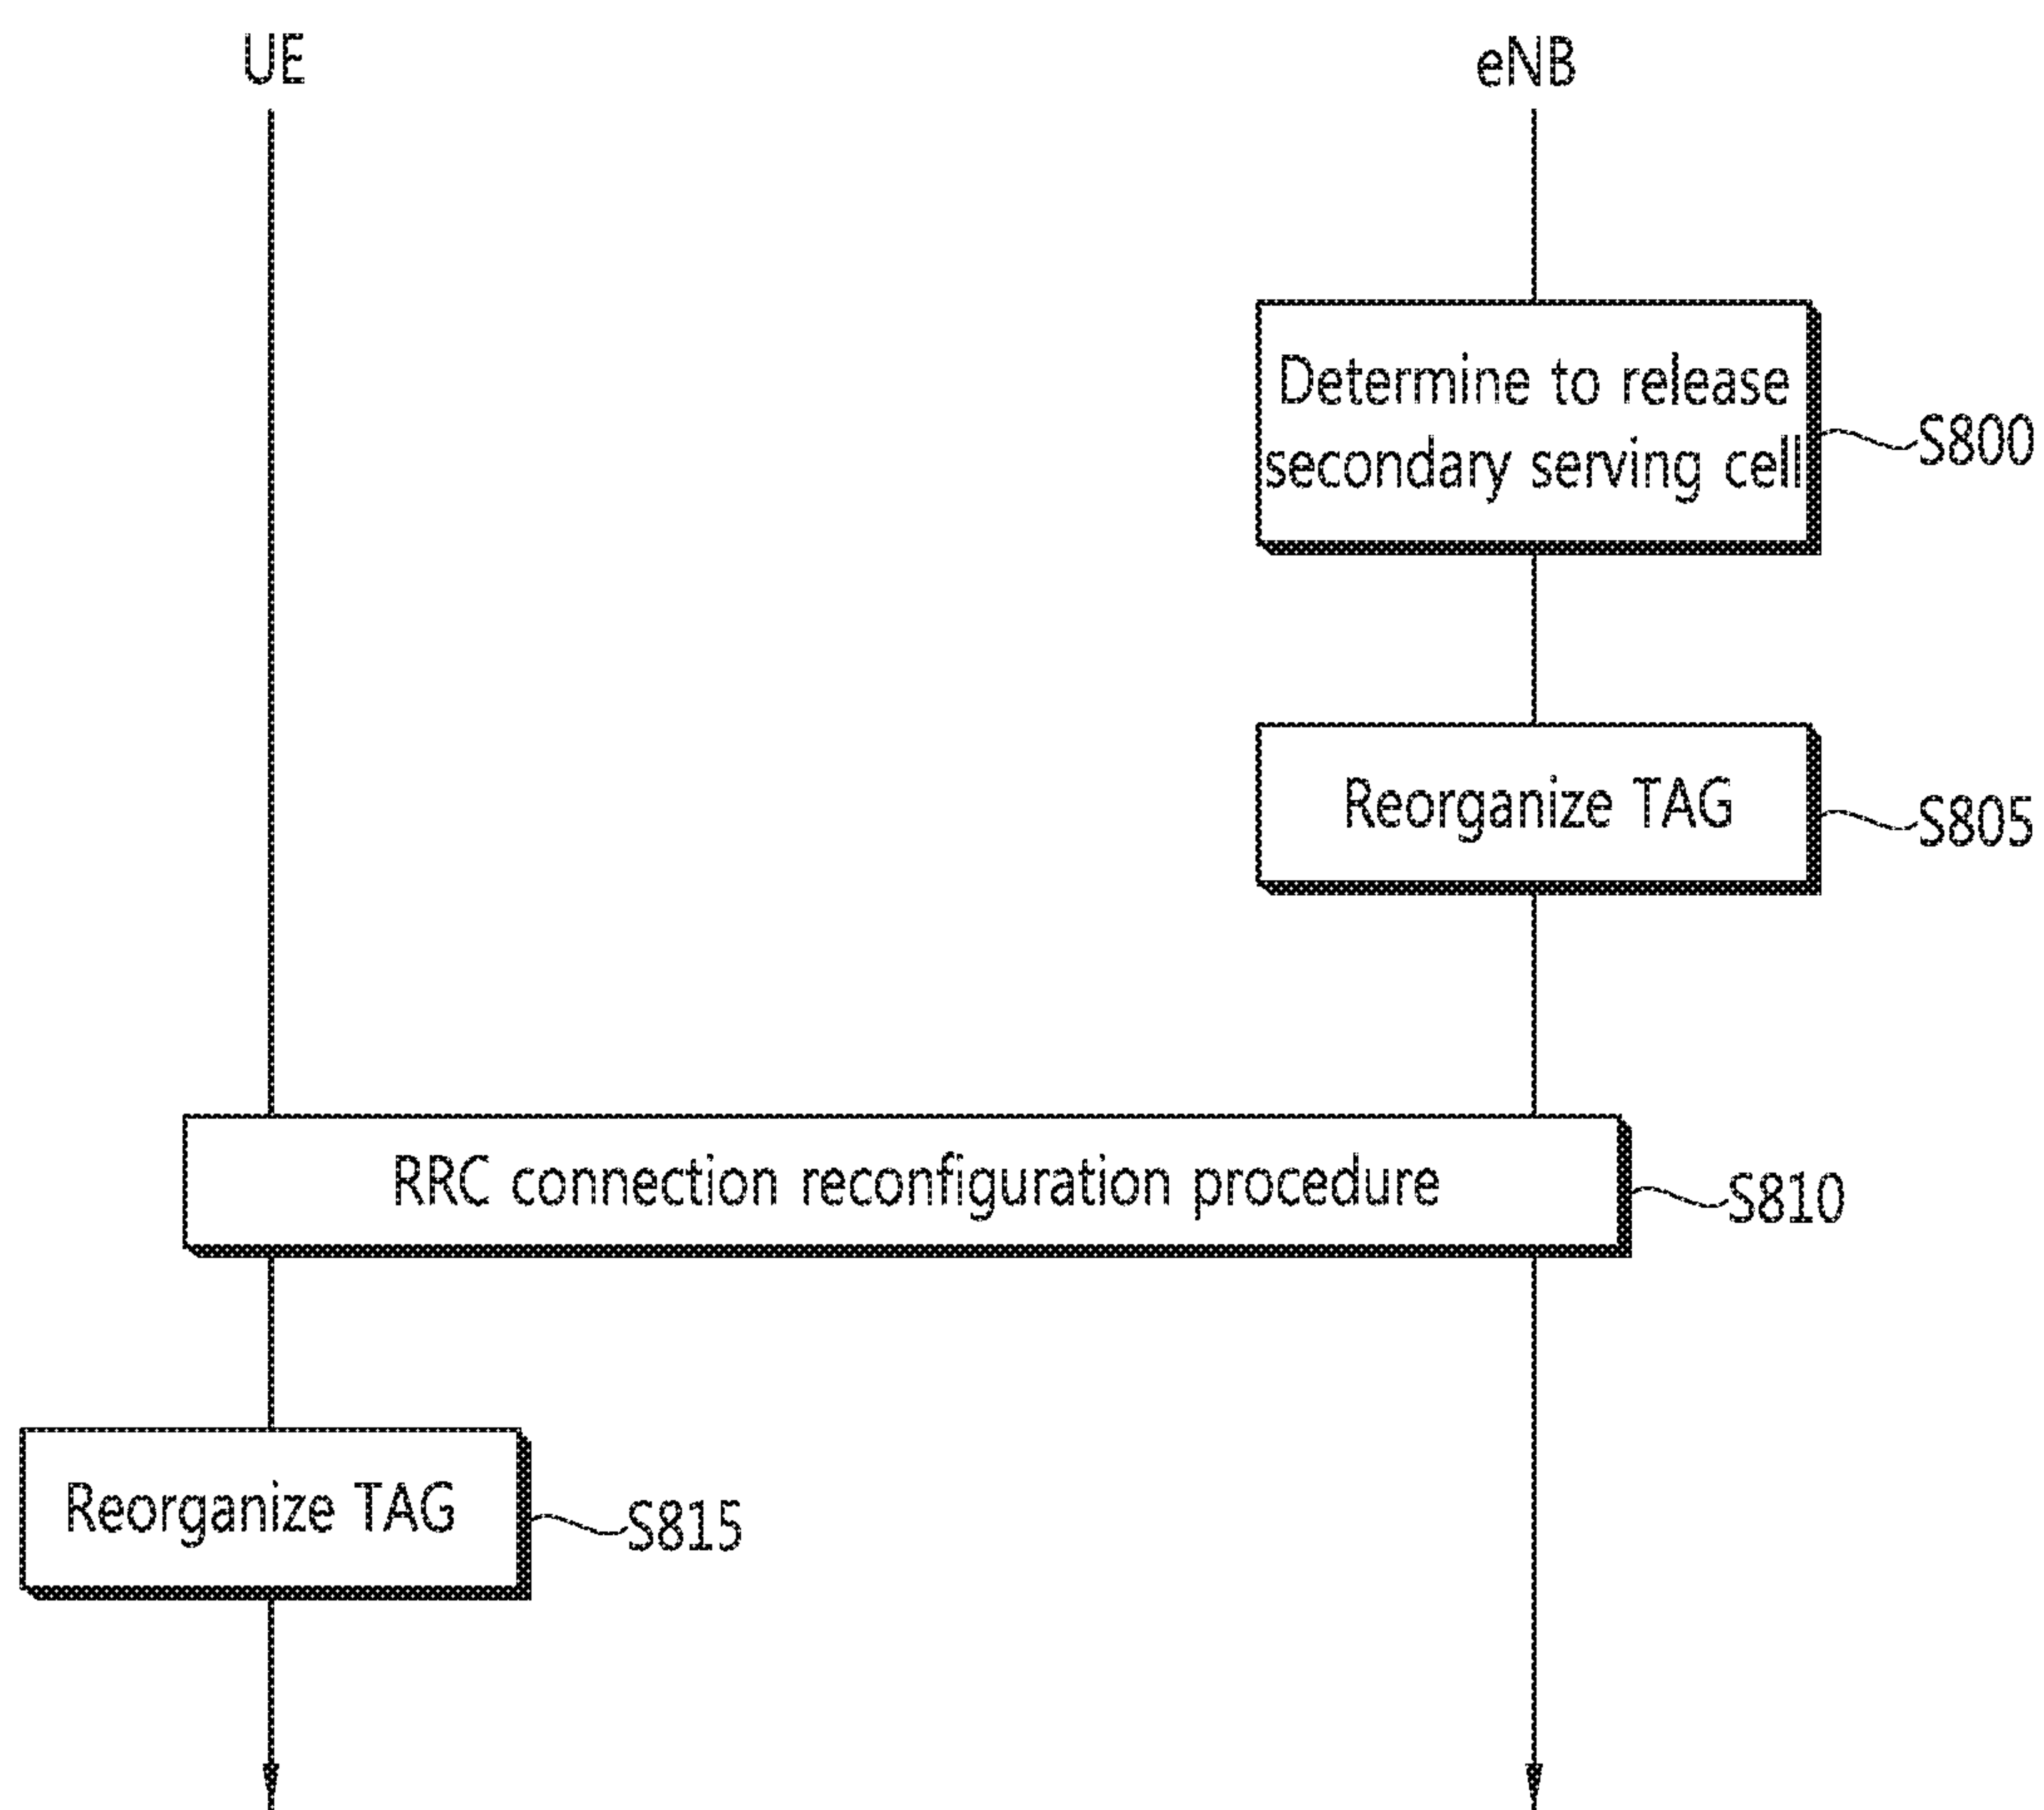 UE
eNB
Determine to release
secondary serving cell
S800
Reorganize TAG
S805
RRC connection reconfiguration procedure
S810
Reorganize TAG
S815